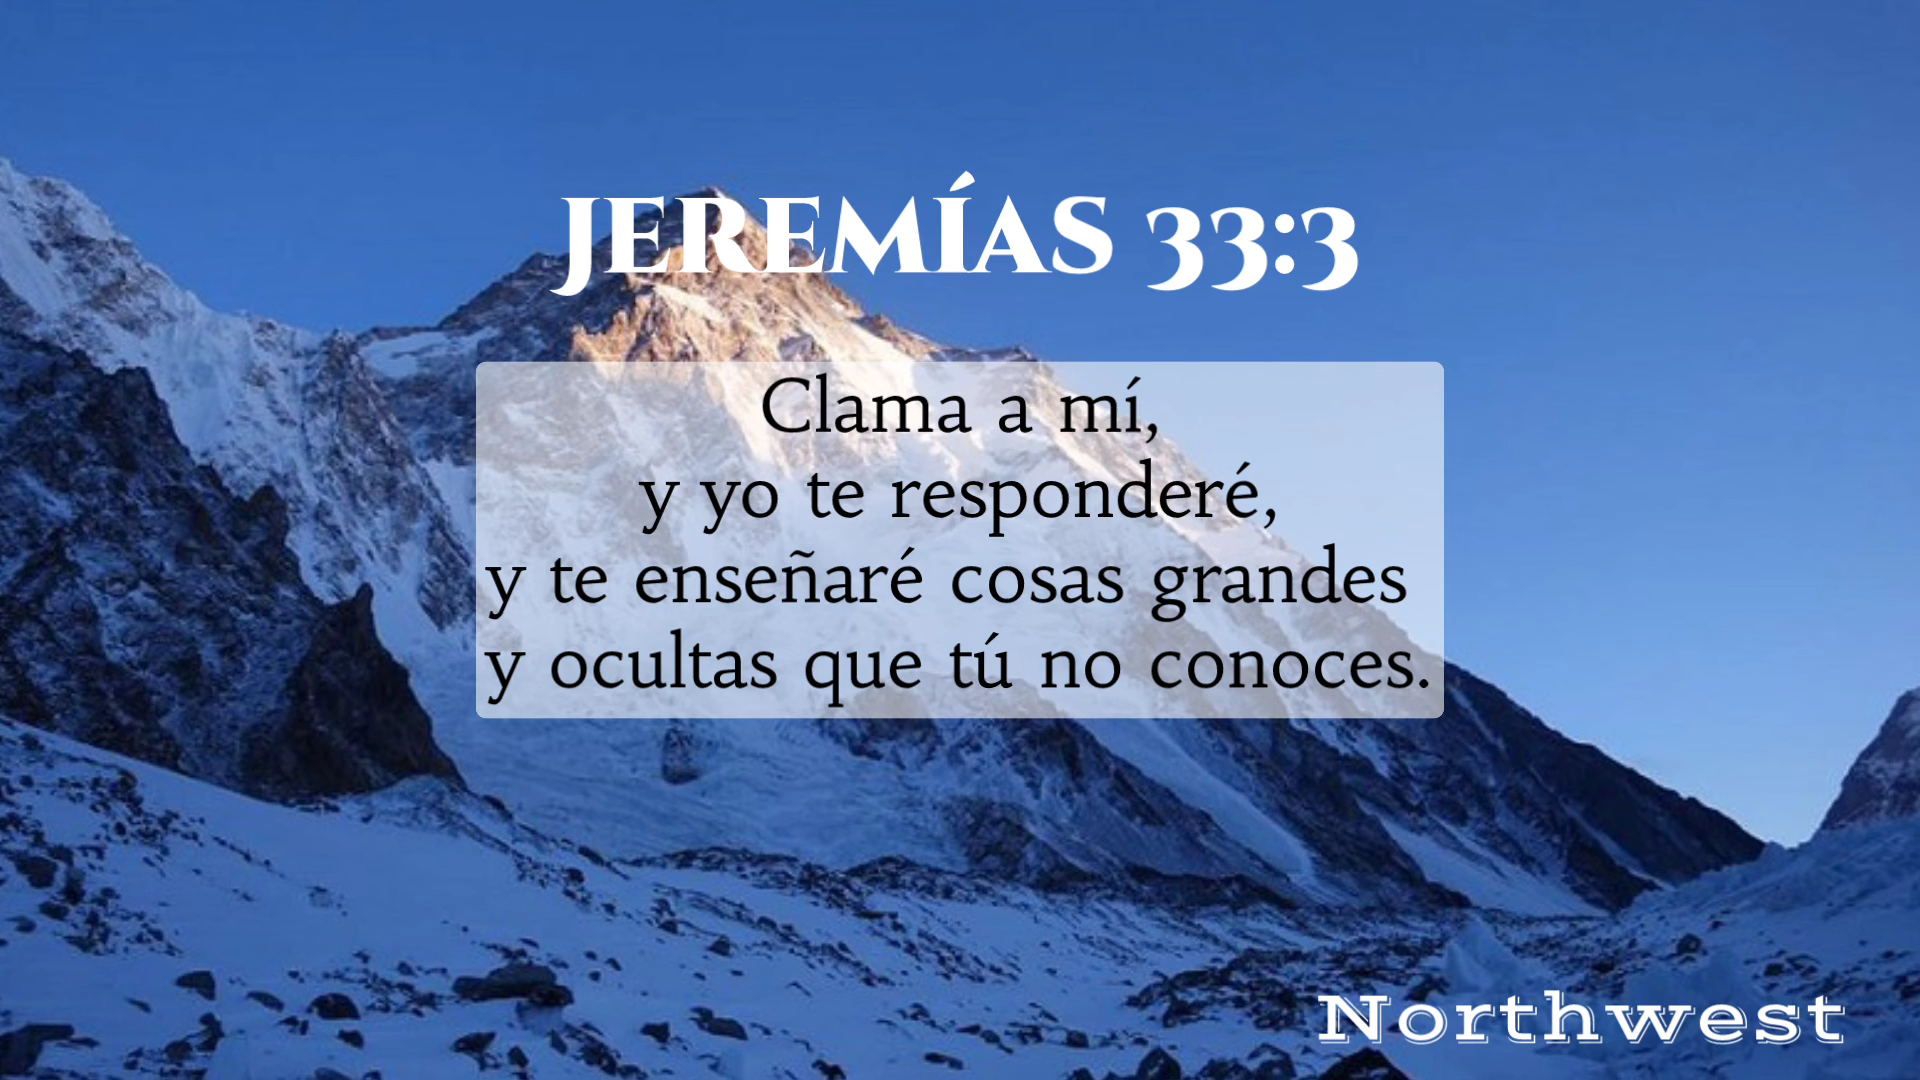 JEREMÍAS 33:3
Clama a mí,
y yo te responderé,
y te enseñaré cosas grandes
y ocultas que tú no conoces.
Northwest